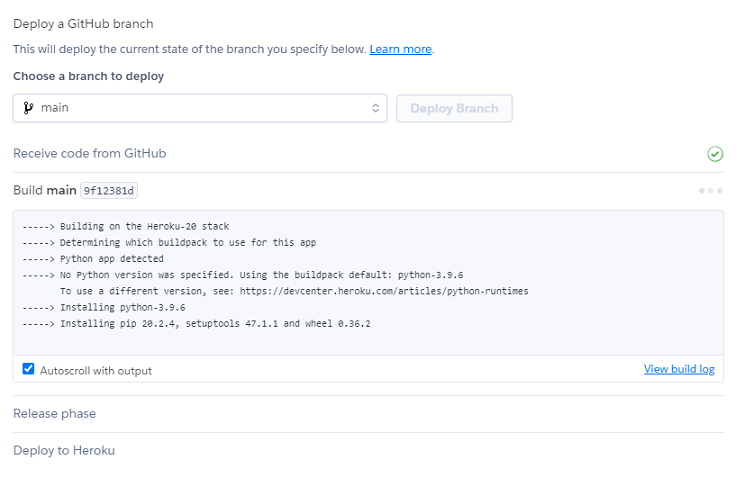 Deploy a GitHub branch
This will deploy the current state of the branch you specify below. Learn more.
Choose a branch to deploy
main
Deploy Branch
Receive code from GitHub
Build main 9f12381d
-----> Building on the Heroku-20 stack
-----> Determining which buildpack to use for this app
-----> Python app detected
-----> No Python version was specified. Using the buildpack default: python-3.9.6
To use a different version, see: https://devcenter.heroku.com/articles/python-runtimes
-----> Installing python-3.9.6
-----> Installing pip 20.2.4, setuptools 47.1.1 and wheel 0.36.2
Autoscroll with output
View build log
Release phase
Deploy to Heroku